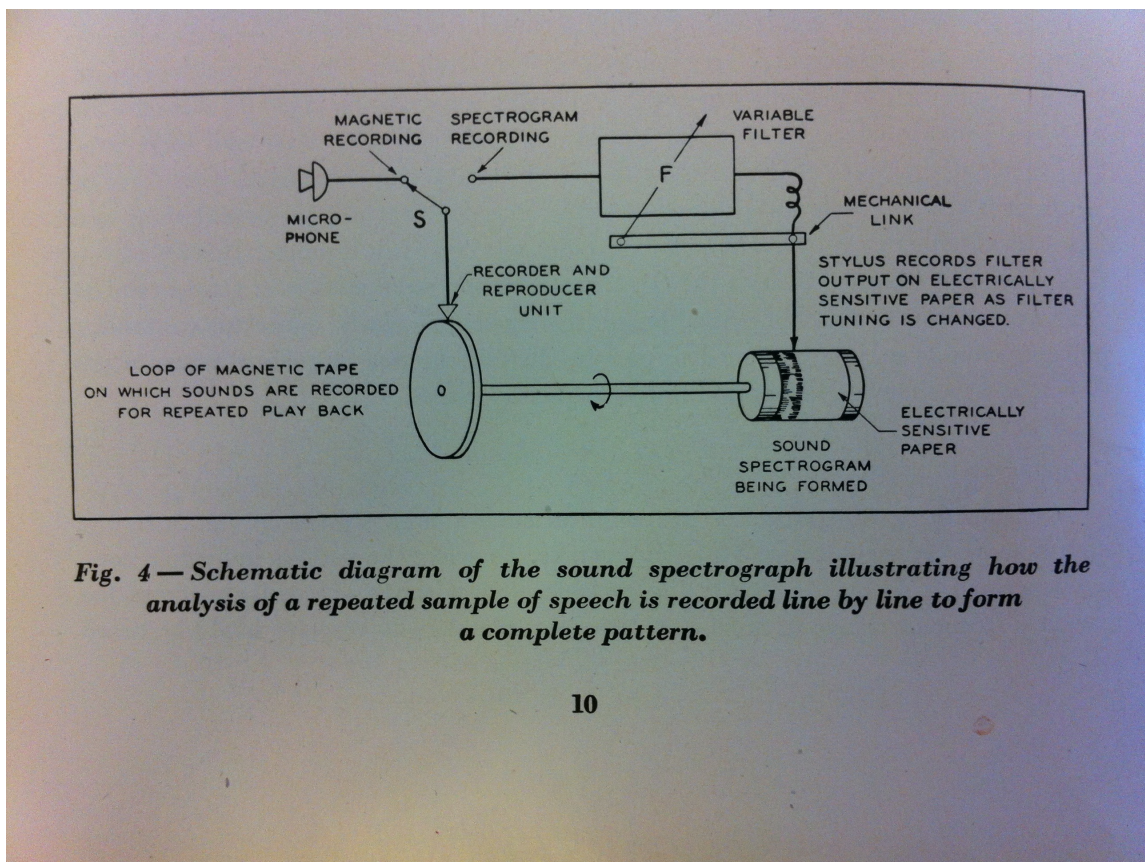 MAGNETIC
RECORDING
SPECTROGRAM
RECORDING
VARIABLE
FILTER
F
MICRO-
PHONE
S
MECHANICAL
LINK
RECORDER AND
REPRODUCER
UNIT
STYLUS RECORDS FILTER
OUTPUT ON ELECTRICALLY
SENSITIVE PAPER AS FILTER
TUNING IS CHANGED.
LOOP OF MAGNETIC TAPE
ON WHICH SOUNDS ARE RECORDED
FOR REPEATED PLAY BACK
ELECTRICALLY
SENSITIVE
PAPER
SOUND
SPECTROGRAM
BEING FORMED
Fig. 4 — Schematic diagram of the sound spectrograph illustrating how the
analysis of a repeated sample of speech is recorded line by line to form
a complete pattern.
10